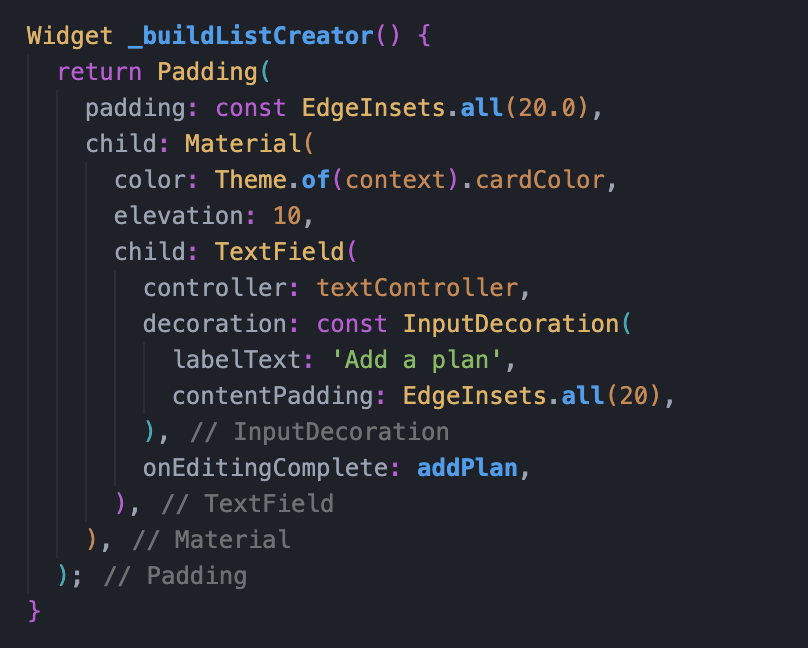 Widget _buildListCreator() {
  return Padding(
    padding: const EdgeInsets.all(20.0),
    child: Material(
      color: Theme.of(context).cardColor,
      elevation: 10,
      child: TextField(
        controller: textController,
        decoration: const InputDecoration(
          labelText: 'Add a plan',
          contentPadding: EdgeInsets.all(20),
        ), // InputDecoration
        onEditingComplete: addPlan,
      ), // TextField
    ), // Material
  ); // Padding
}